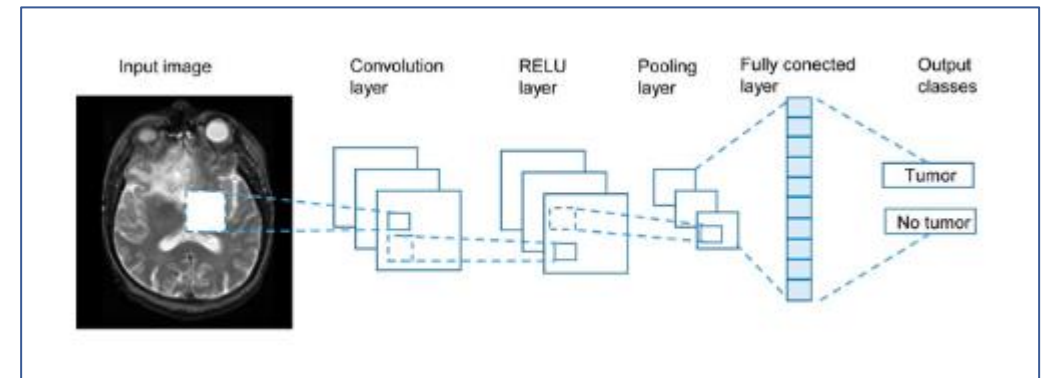 Input image
Convolution
layer
RELU
layer
Pooling
layer
Fully conected
layer
Output
classes
Tumor
No tumor